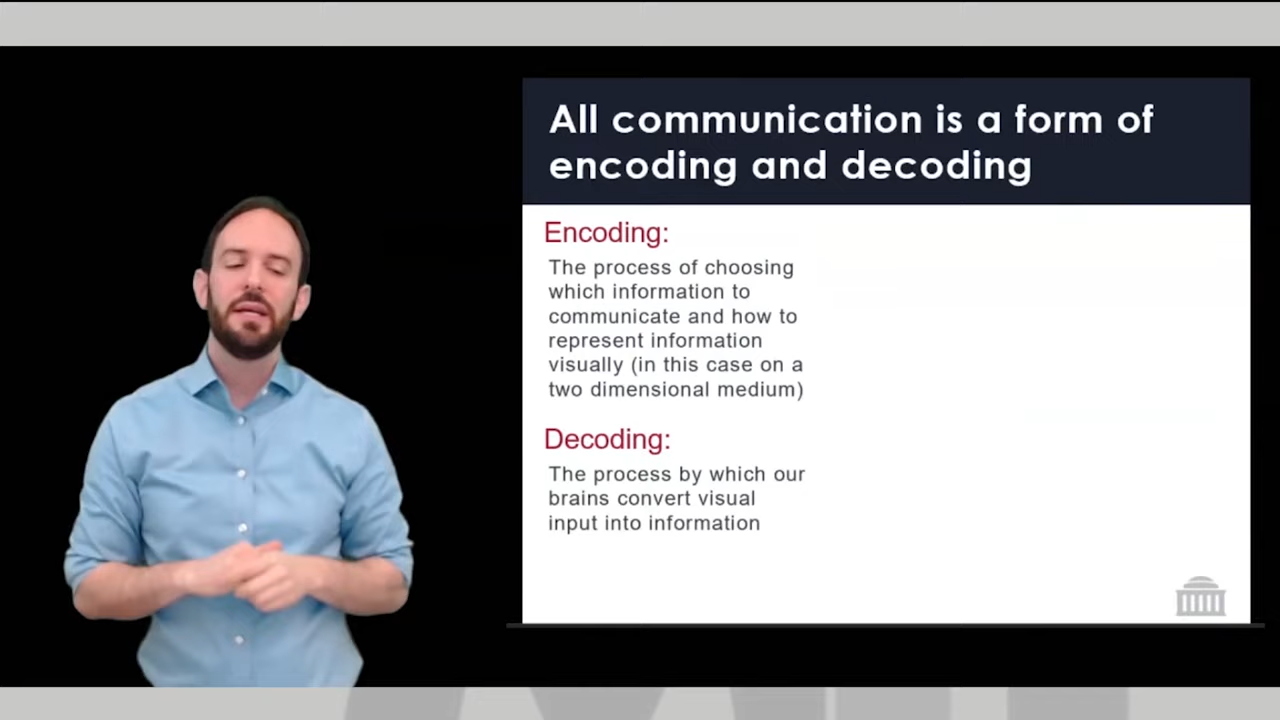 All communication is a form of
encoding and decoding
Encoding:
The process of choosing
which information to
communicate and how to
represent information
visually (in this case on a
two dimensional medium)
Decoding:
The process by which our
brains convert visual
input into information